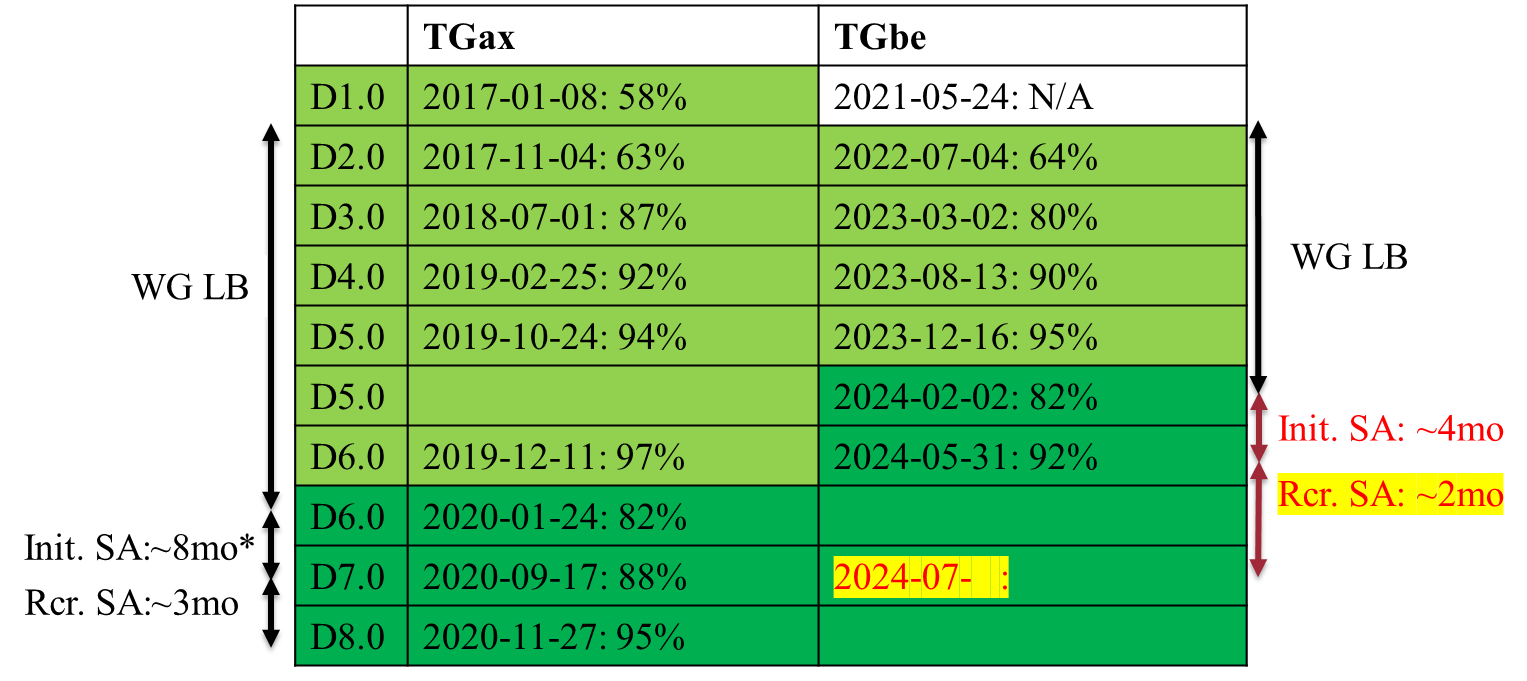 TGax TGbe
D1.0 2017-01-08: 58% 2021-05-24: N/A
D2.0 2017-11-04: 63% 2022-07-04: 64%
D3.0 2018-07-01: 87% 2023-03-02: 80%
WG LB
D4.0 2019-02-25: 92% 2023-08-13: 90%
WG LB
D5.0 2019-10-24: 94% 2023-12-16: 95%
D5.0 2024-02-02: 82%
Init. SA: ~4mo
D6.0 2019-12-11: 97% 2024-05-31: 92%
Rcr. SA: ~2mo
D6.0 2020-01-24: 82%
Init. SA:~8mo*
D7.0 2020-09-17: 88% 2024-07- :
Rcr. SA:~3mo
D8.0 2020-11-27: 95%